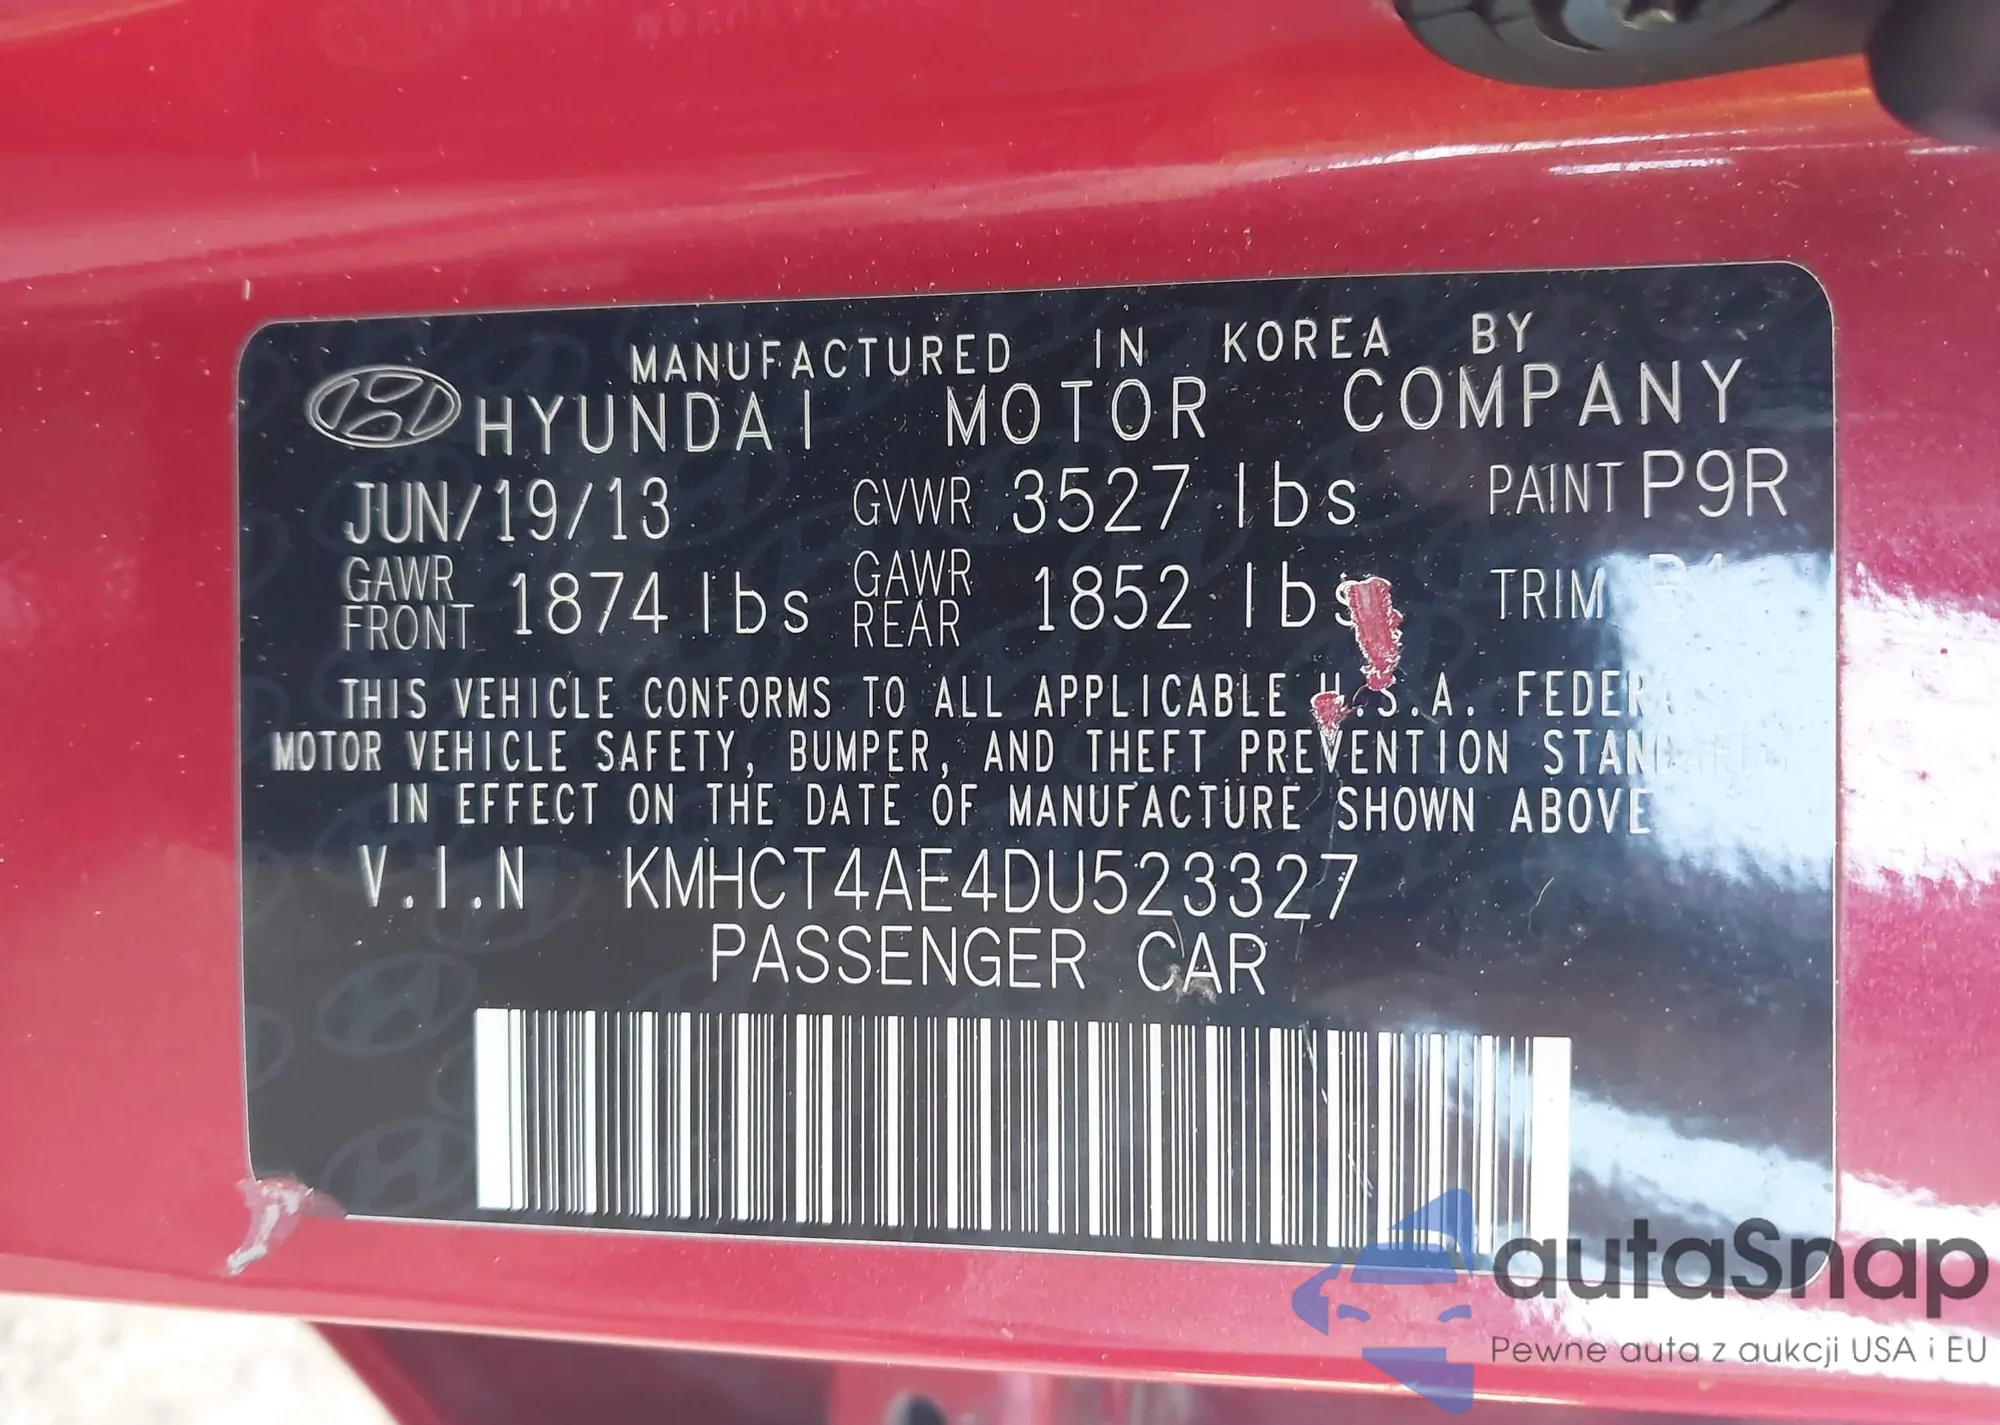 MANUFACTURED IN KOREA BY
HYUNDAI MOTOR COMPANY
JUN/19/13 GVWR 3527 lbs PAINT P9R
GAWR FRONT 1874 lbs GAWR REAR 1852 lbs TRIM
THIS VEHICLE CONFORMS TO ALL APPLICABLE U.S.A. FEDERAL
MOTOR VEHICLE SAFETY, BUMPER, AND THEFT PREVENTION STANDARDS
IN EFFECT ON THE DATE OF MANUFACTURE SHOWN ABOVE
V.I.N KMHCT4AE4DU523327
PASSENGER CAR
autaSnap
Pewne auta z aukcji USA i EU